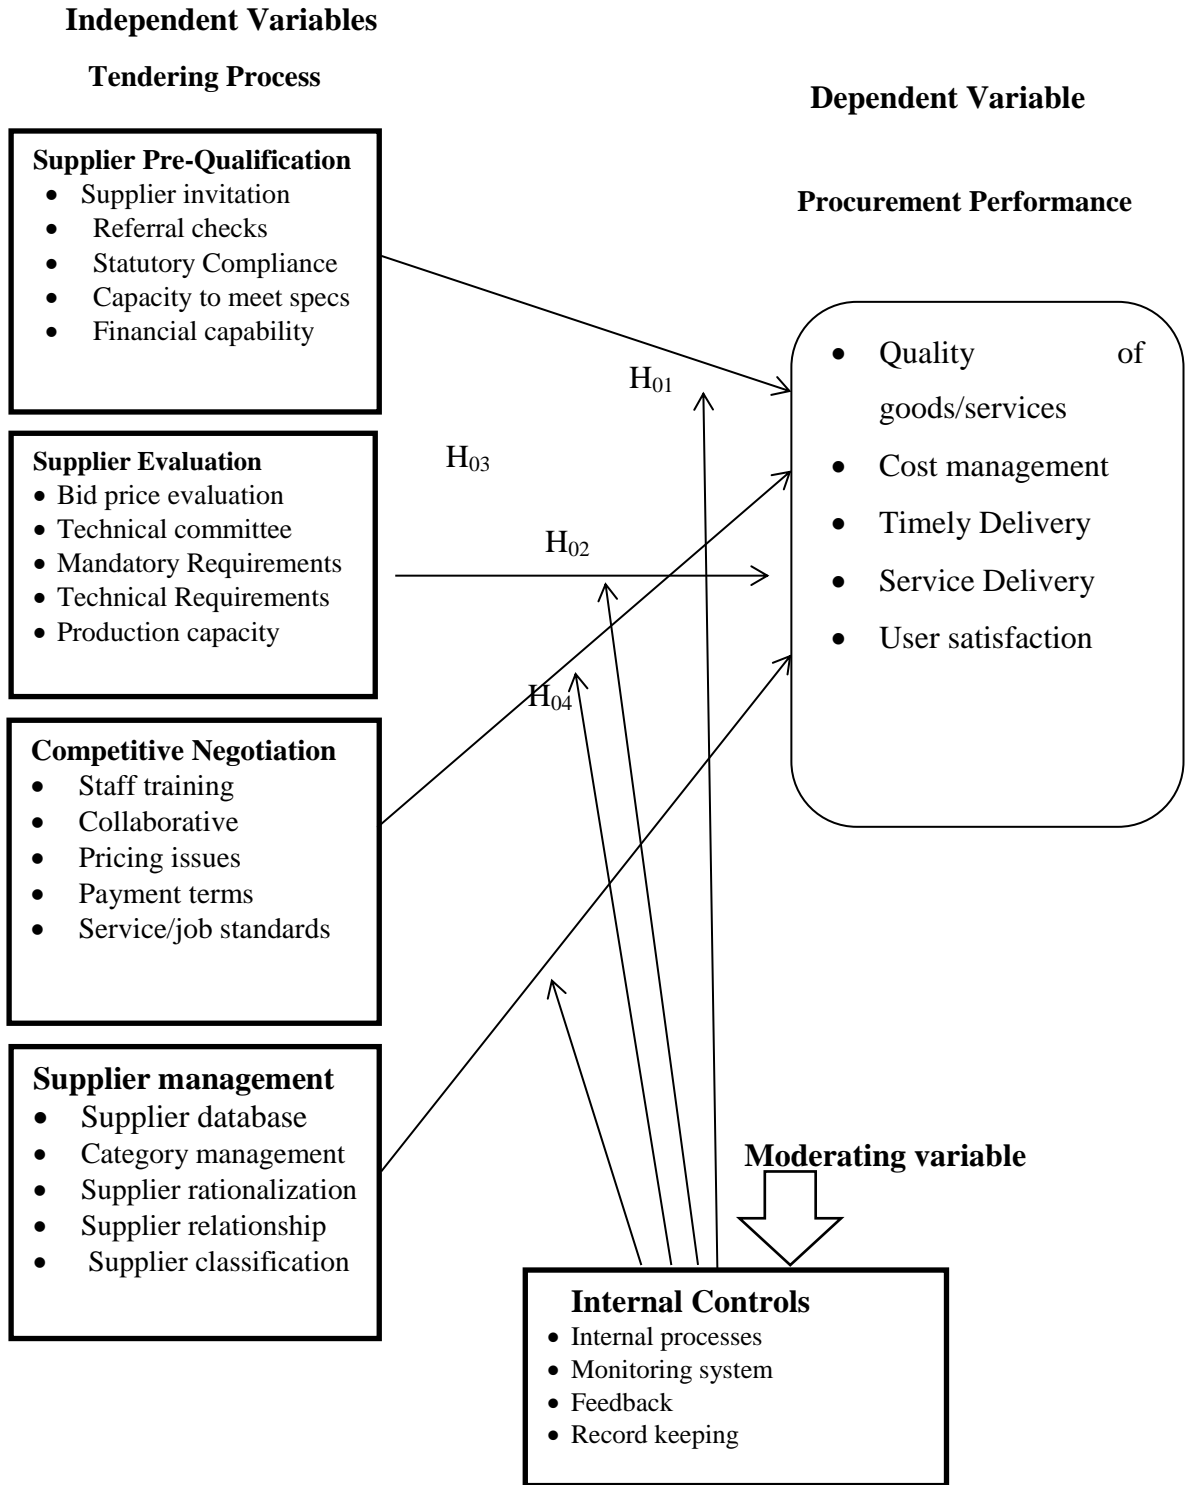 Independent Variables
Tendering Process
Dependent Variable
Supplier Pre-Qualification
• Supplier invitation
• Referral checks
• Statutory Compliance
• Capacity to meet specs
• Financial capability
Procurement Performance
H01
• Quality of
goods/services
• Cost management
• Timely Delivery
• Service Delivery
• User satisfaction
Supplier Evaluation
• Bid price evaluation
• Technical committee
• Mandatory Requirements
• Technical Requirements
• Production capacity
H03
H02
H04
Competitive Negotiation
• Staff training
• Collaborative
• Pricing issues
• Payment terms
• Service/job standards
Supplier management
• Supplier database
• Category management
• Supplier rationalization
• Supplier relationship
• Supplier classification
Moderating variable
Internal Controls
• Internal processes
• Monitoring system
• Feedback
• Record keeping